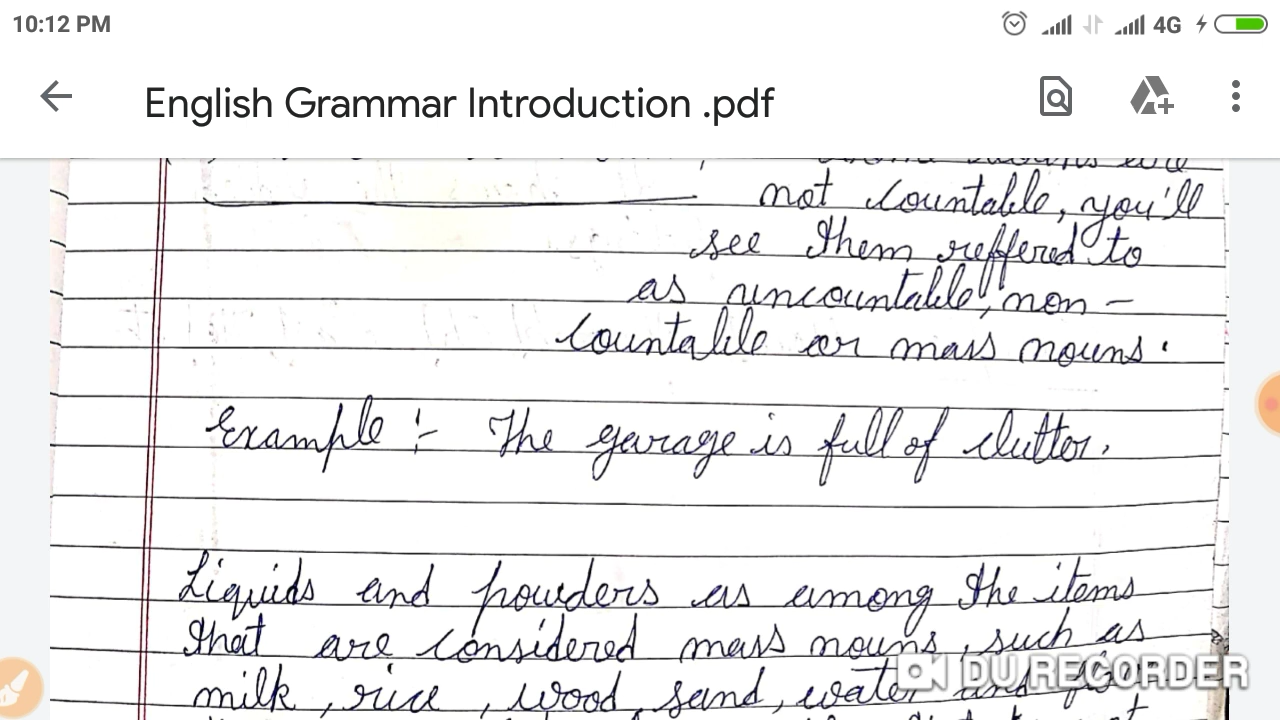 10:12 PM
4G
English Grammar Introduction .pdf
not countable, you'll
see them reffered to
as uncountable, non -
countable or mass nouns.
Example :- The garage is full of clutter.
Liquids and powders as among the items
that are considered mass nouns, such as
milk, rice, wood, sand, water and
DU RECORDER